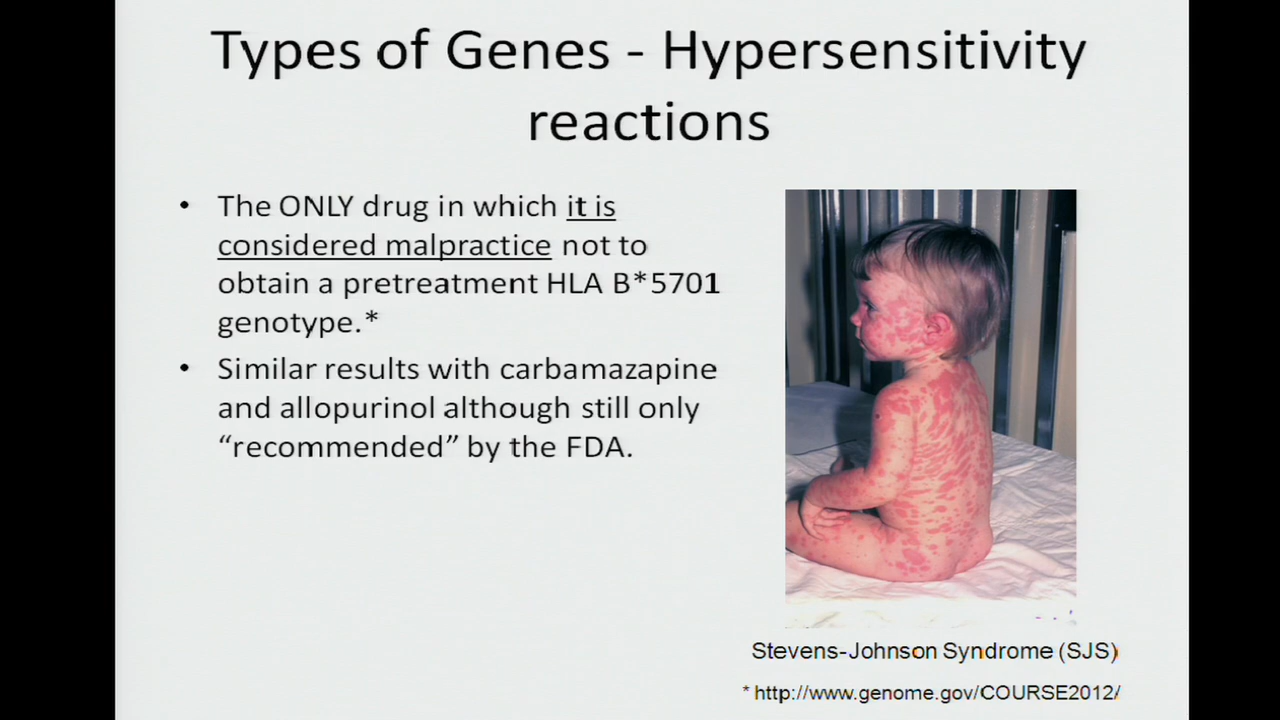 Types of Genes - Hypersensitivity
reactions
• The ONLY drug in which it is
considered malpractice not to
obtain a pretreatment HLA B*5701
genotype.*
• Similar results with carbamazapine
and allopurinol although still only
“recommended” by the FDA.
Stevens-Johnson Syndrome (SJS)
* http://www.genome.gov/COURSE2012/